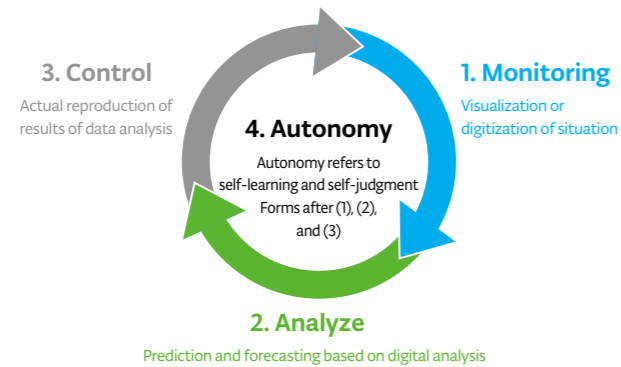 3. Control
Actual reproduction of
results of data analysis
1. Monitoring
Visualization or
digitization of situation
4. Autonomy
Autonomy refers to
self-learning and self-judgment
Forms after (1), (2),
and (3)
2. Analyze
Prediction and forecasting based on digital analysis